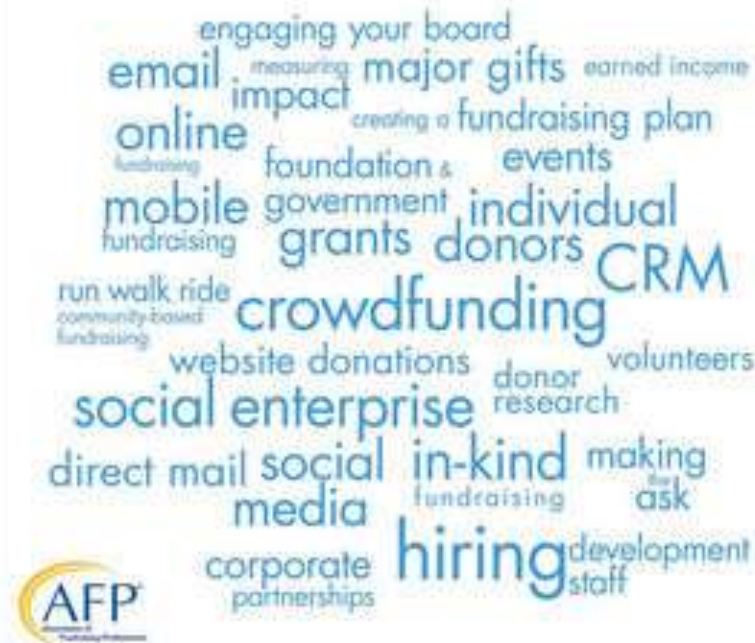 engaging your board
email measuring impact major gifts earned income
online fundraising creating a fundraising plan
foundation & government grants events
mobile fundraising individual donors
CRM
run walk ride community-based fundraising crowdfunding
website donations donor research volunteers
social enterprise
direct mail social media in-kind fundraising making the ask
corporate partnerships hiring development staff
AFP